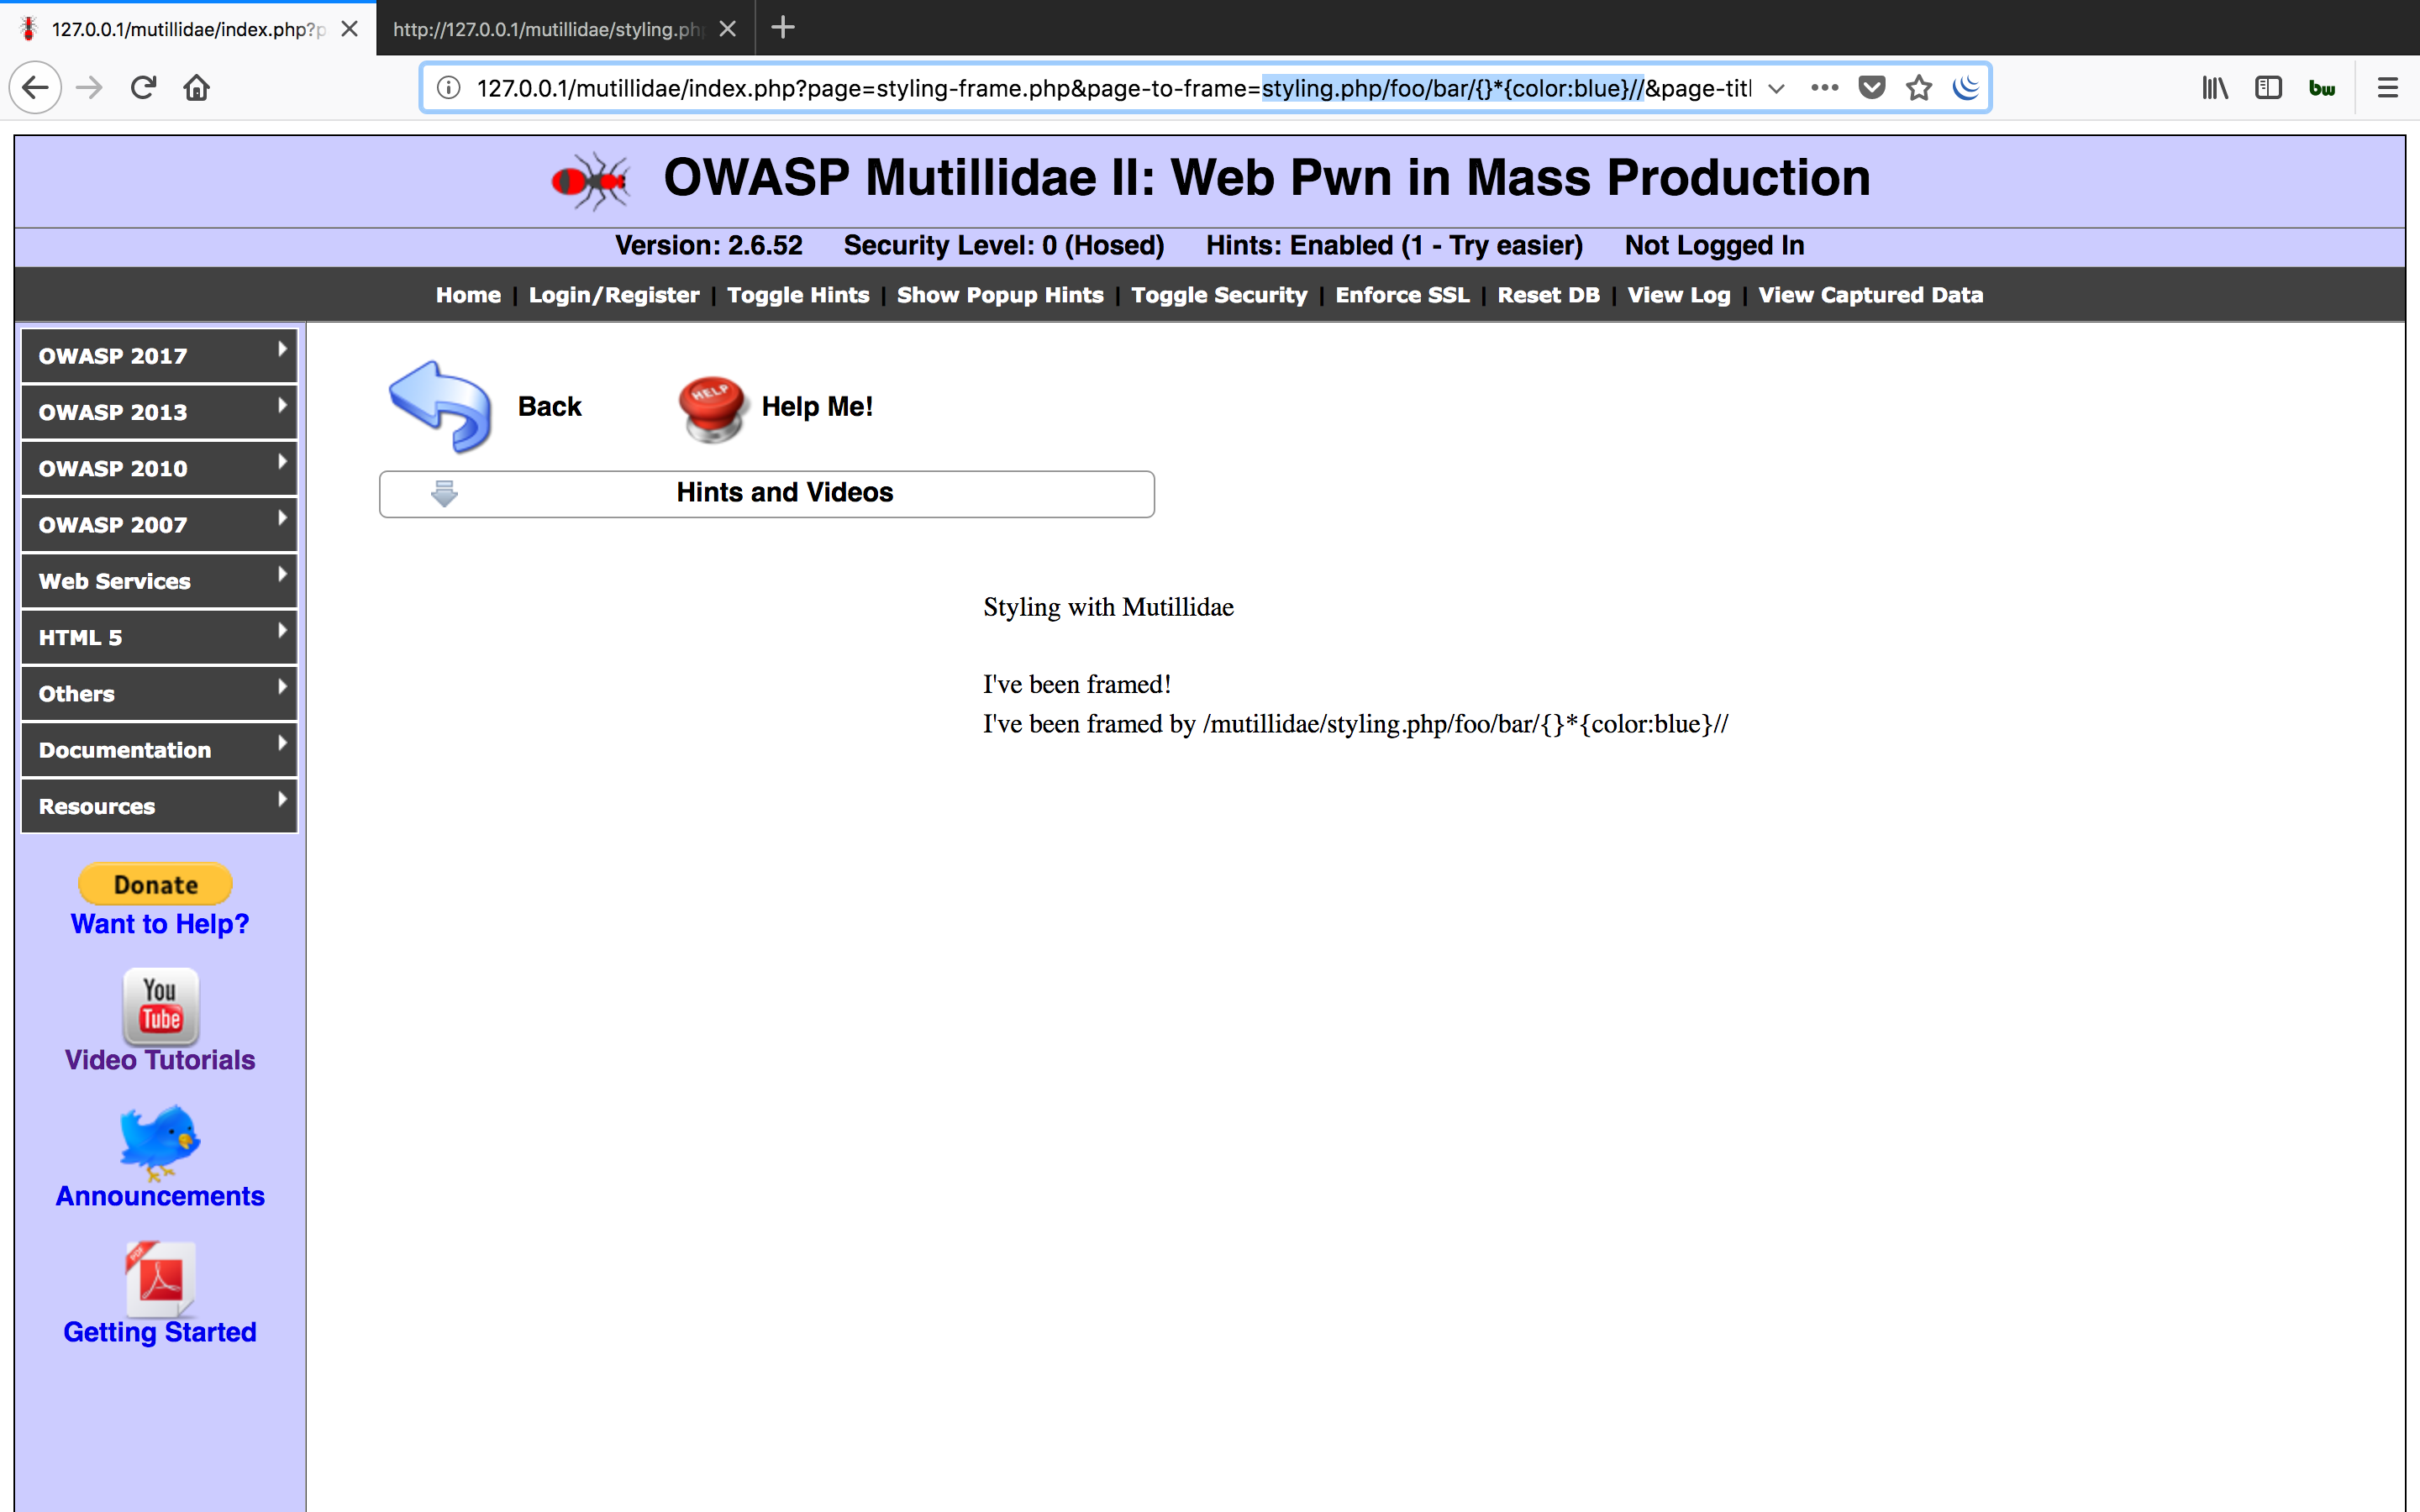 127.0.0.1/mutillidae/index.php?p
http://127.0.0.1/mutillidae/styling.ph
127.0.0.1/mutillidae/index.php?page=styling-frame.php&page-to-frame=styling.php/foo/bar/{}*{color:blue}//&page-titl
bw
OWASP Mutillidae II: Web Pwn in Mass Production
Version: 2.6.52 Security Level: 0 (Hosed) Hints: Enabled (1 - Try easier) Not Logged In
Home | Login/Register | Toggle Hints | Show Popup Hints | Toggle Security | Enforce SSL | Reset DB | View Log | View Captured Data
OWASP 2017
OWASP 2013
OWASP 2010
OWASP 2007
Web Services
HTML 5
Others
Documentation
Resources
Donate
Want to Help?
You
Tube
Video Tutorials
Announcements
PDF
Getting Started
Back
HELP
Help Me!
Hints and Videos
Styling with Mutillidae
I've been framed!
I've been framed by /mutillidae/styling.php/foo/bar/{}*{color:blue}//